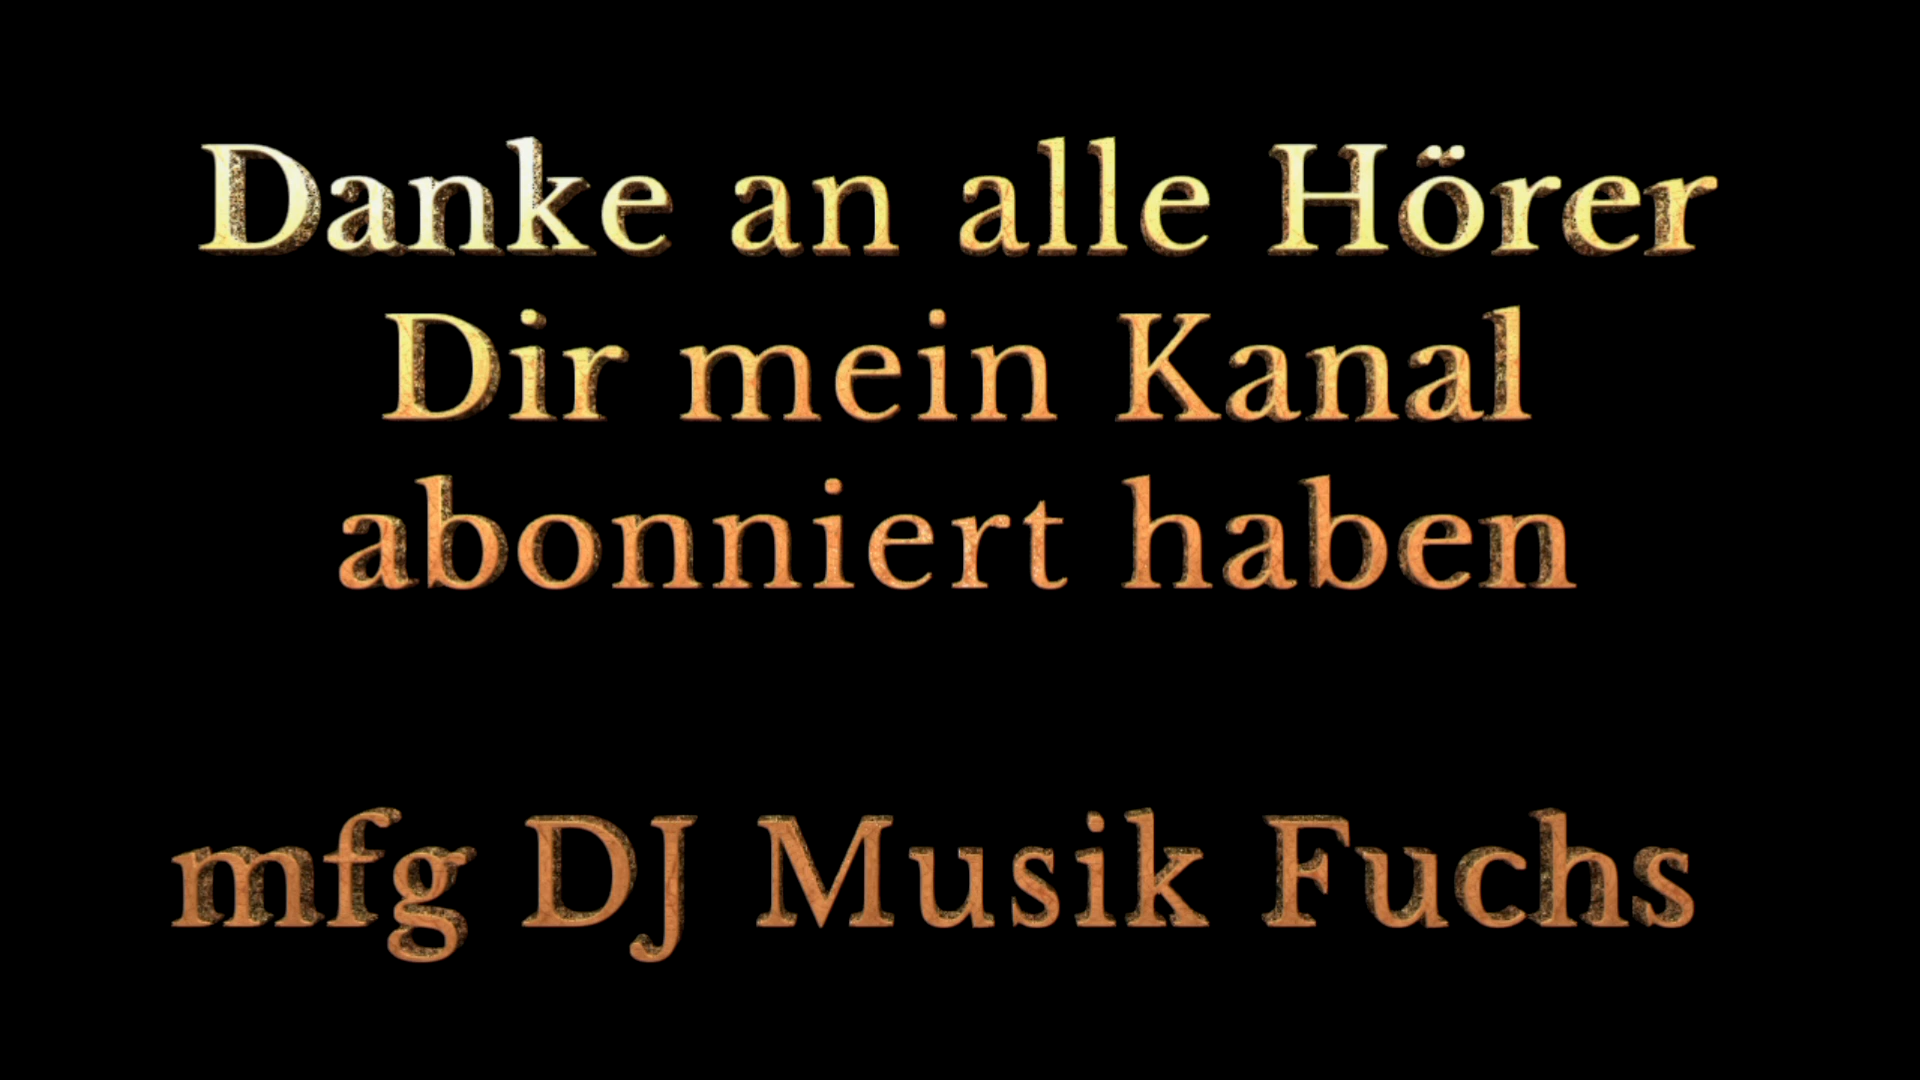 Danke an alle Hörer
Dir mein Kanal
abonniert haben
mfg DJ Musik Fuchs